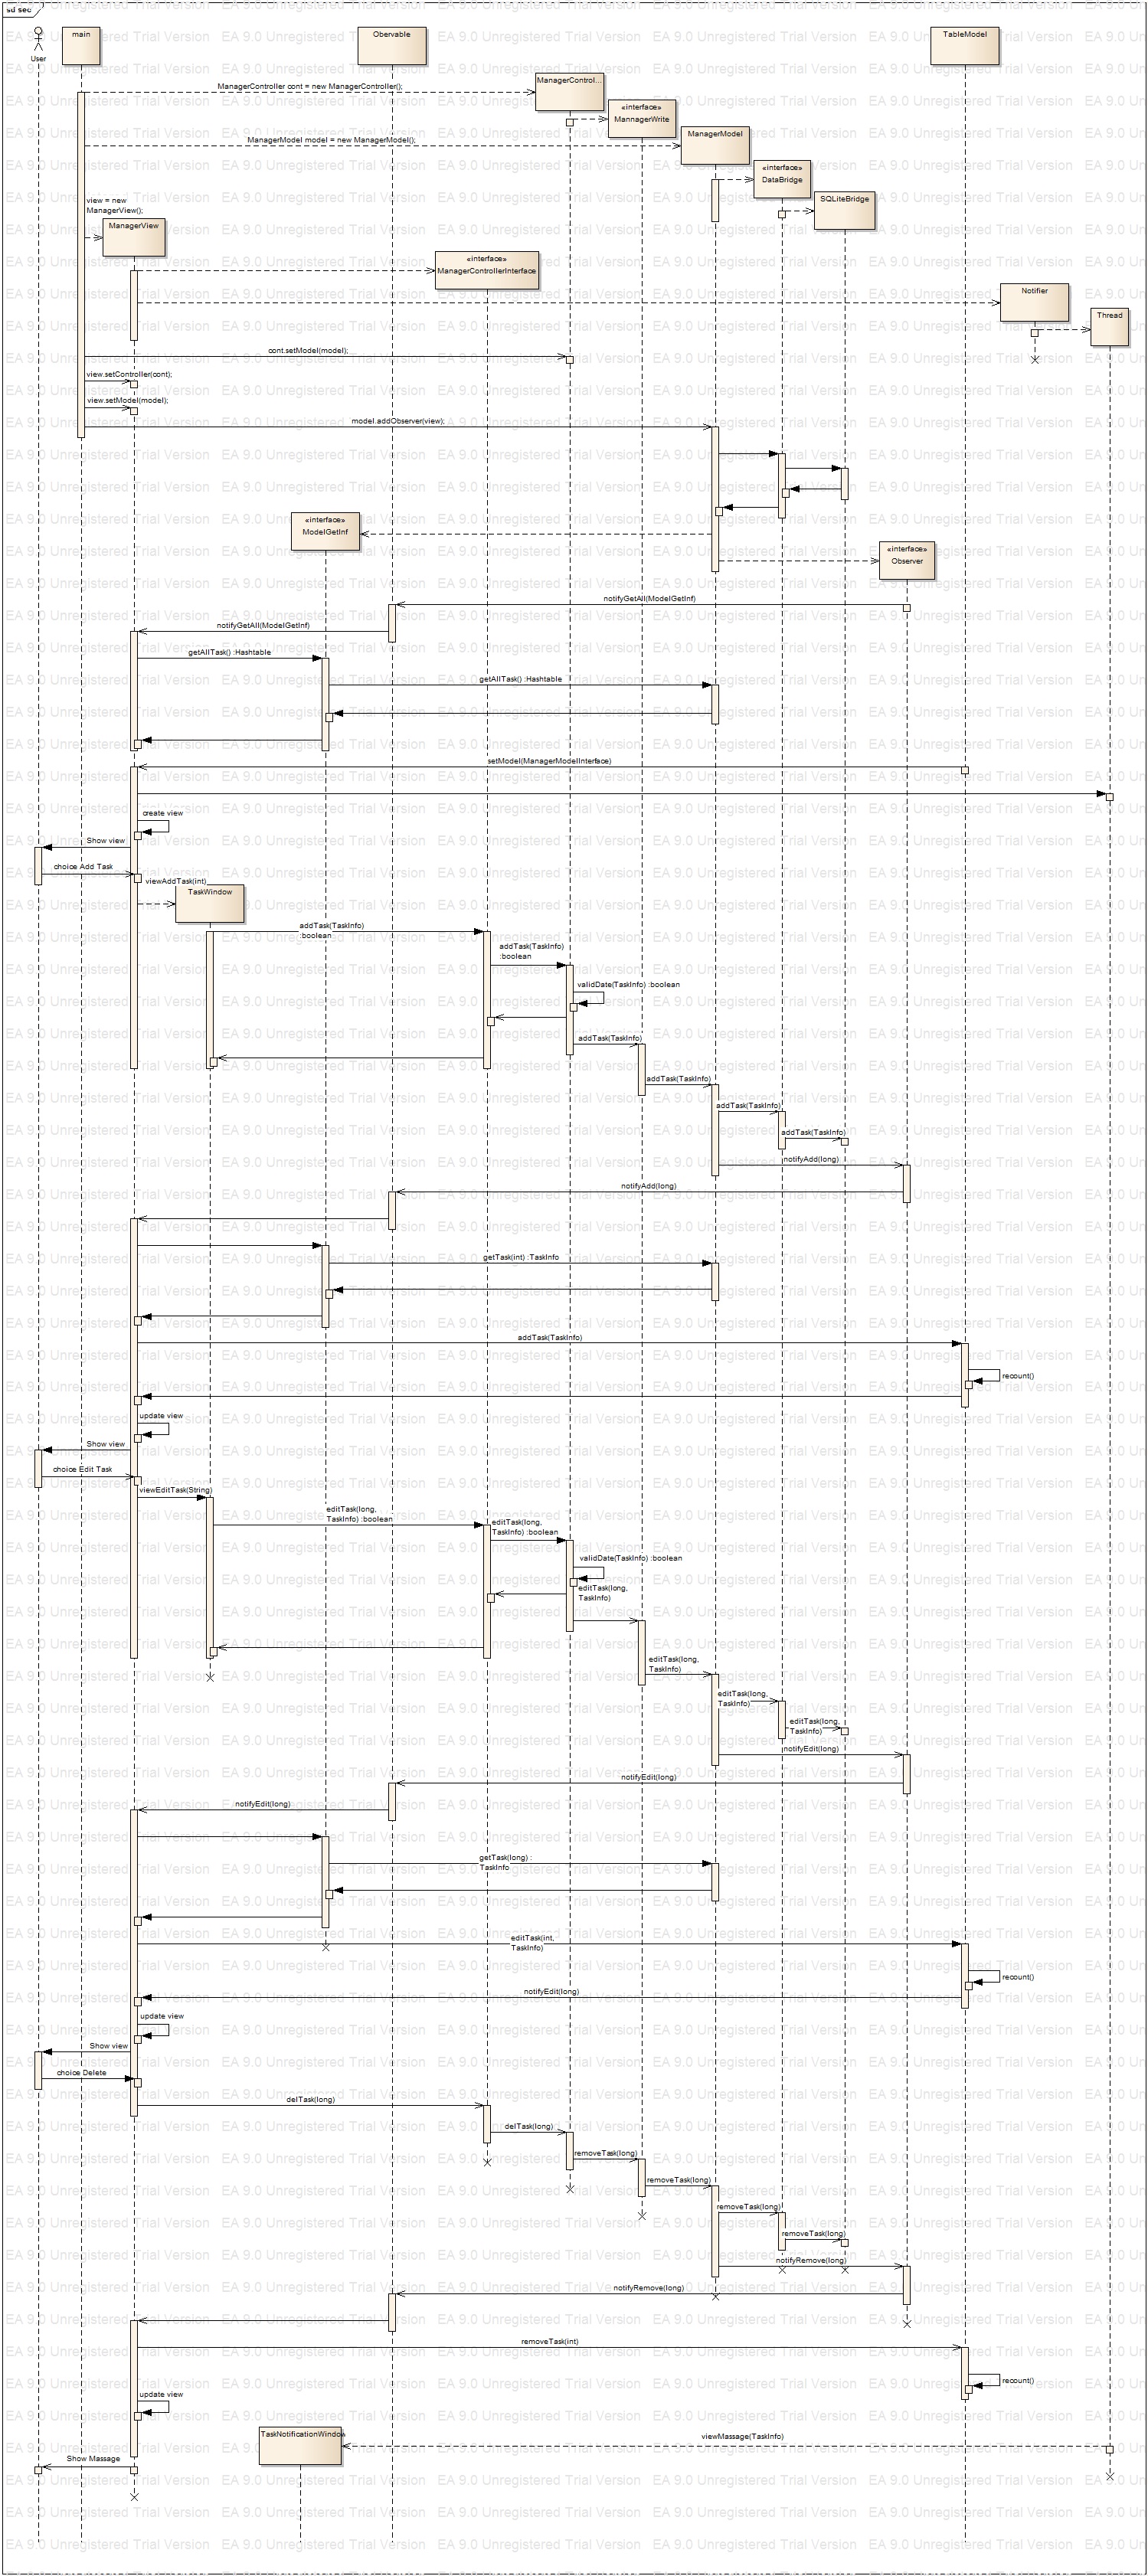 sd sec
User
main
Obervable
TableModel
ManagerControl...
ManagerController cont = new ManagerController();
«interface»
MannagerWrite
ManagerModel
ManagerModel model = new ManagerModel();
«interface»
DataBridge
SQLiteBridge
view = new
ManagerView();
ManagerView
«interface»
ManagerControllerInterface
Notifier
Thread
cont.setModel(model);
view.setController(cont);
view.setModel(model);
model.addObserver(view);
«interface»
ModelGetInf
«interface»
Observer
notifyGetAll(ModelGetInf)
notifyGetAll(ModelGetInf)
getAllTask() :Hashtable
getAllTask() :Hashtable
setModel(ManagerModelInterface)
create view
Show view
choice Add Task
viewAddTask(int)
TaskWindow
addTask(TaskInfo)
:boolean
addTask(TaskInfo)
:boolean
validDate(TaskInfo) :boolean
addTask(TaskInfo)
addTask(TaskInfo)
addTask(TaskInfo)
addTask(TaskInfo)
notifyAdd(long)
notifyAdd(long)
getTask(int) :TaskInfo
addTask(TaskInfo)
recount()
update view
Show view
choice Edit Task
viewEditTask(String)
editTask(long,
TaskInfo) :boolean
editTask(long,
TaskInfo) :boolean
validDate(TaskInfo) :boolean
editTask(long,
TaskInfo)
editTask(long,
TaskInfo)
editTask(long,
TaskInfo)
editTask(long,
TaskInfo)
notifyEdit(long)
notifyEdit(long)
notifyEdit(long)
getTask(long) :
TaskInfo
editTask(int,
TaskInfo)
recount()
notifyEdit(long)
update view
Show view
choice Delete
delTask(long)
delTask(long)
removeTask(long)
removeTask(long)
removeTask(long)
removeTask(long)
notifyRemove(long)
notifyRemove(long)
removeTask(int)
recount()
update view
TaskNotificationWindow
viewMassage(TaskInfo)
Show Massage